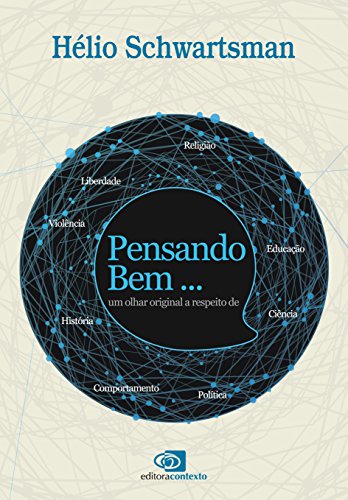 Hélio Schwartsman
Religião
Liberdade
Violência
Pensando
Bem ...
um olhar original a respeito de
Educação
História
Ciência
Comportamento
Política
editoracontexto